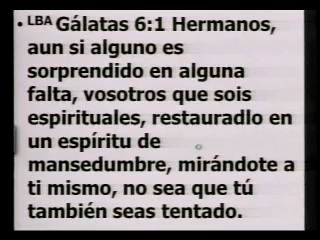 • LBA Gálatas 6:1 Hermanos,
aun si alguno es
sorprendido en alguna
falta, vosotros que sois
espirituales, restauradlo en
un espíritu de
mansedumbre, mirándote a
ti mismo, no sea que tú
también seas tentado.